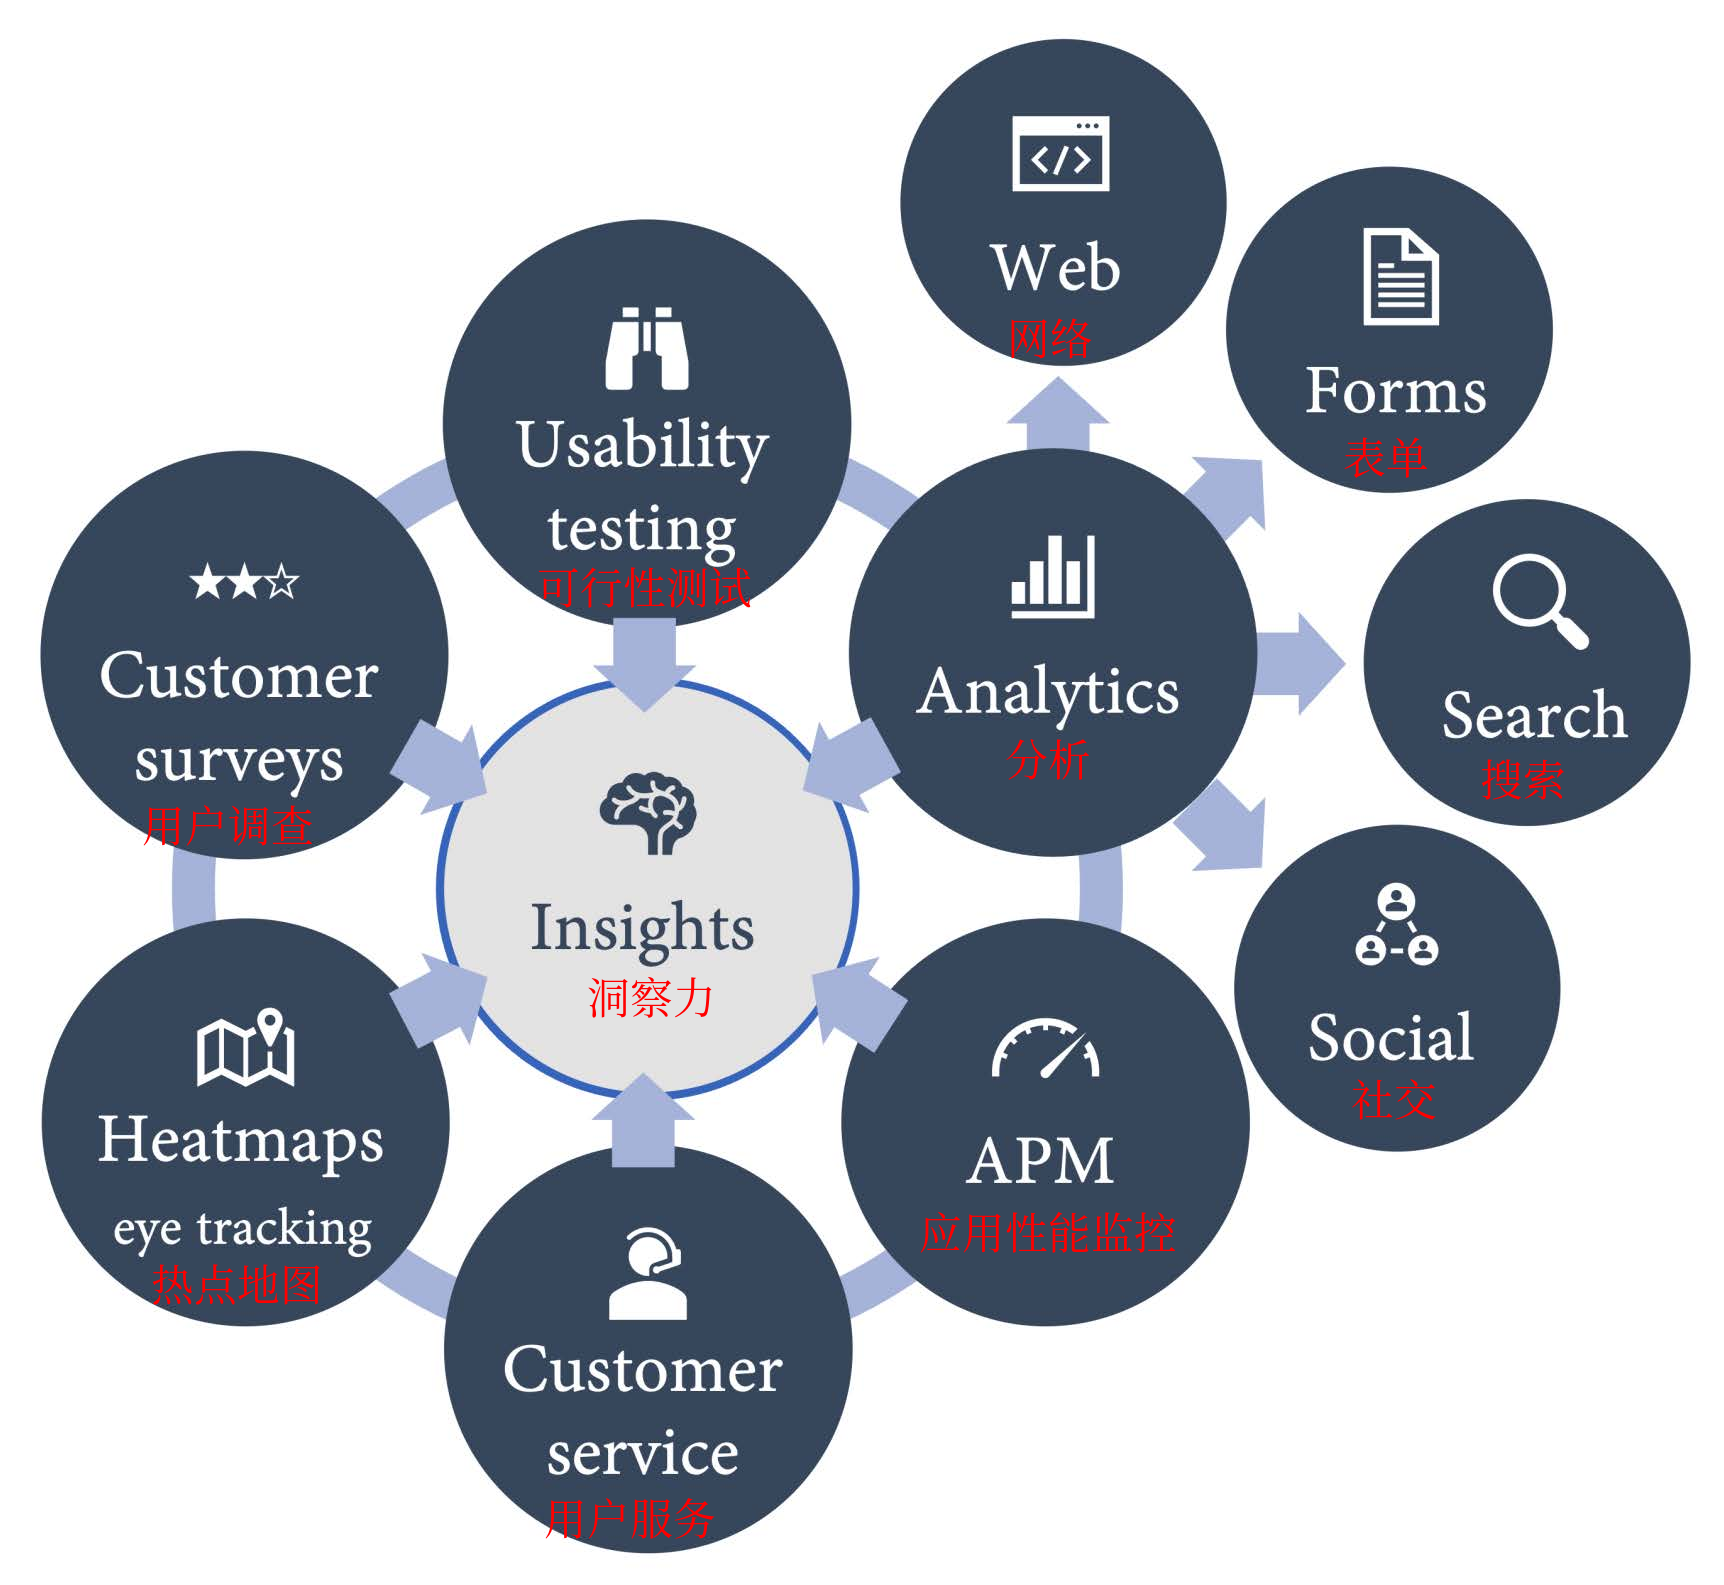 Web
网络
Forms
表单
Usability
testing
可行性测试
Customer
surveys
用户调查
Analytics
分析
Search
搜索
Insights
洞察力
Social
社交
Heatmaps
eye tracking
热点地图
APM
应用性能监控
Customer
service
用户服务